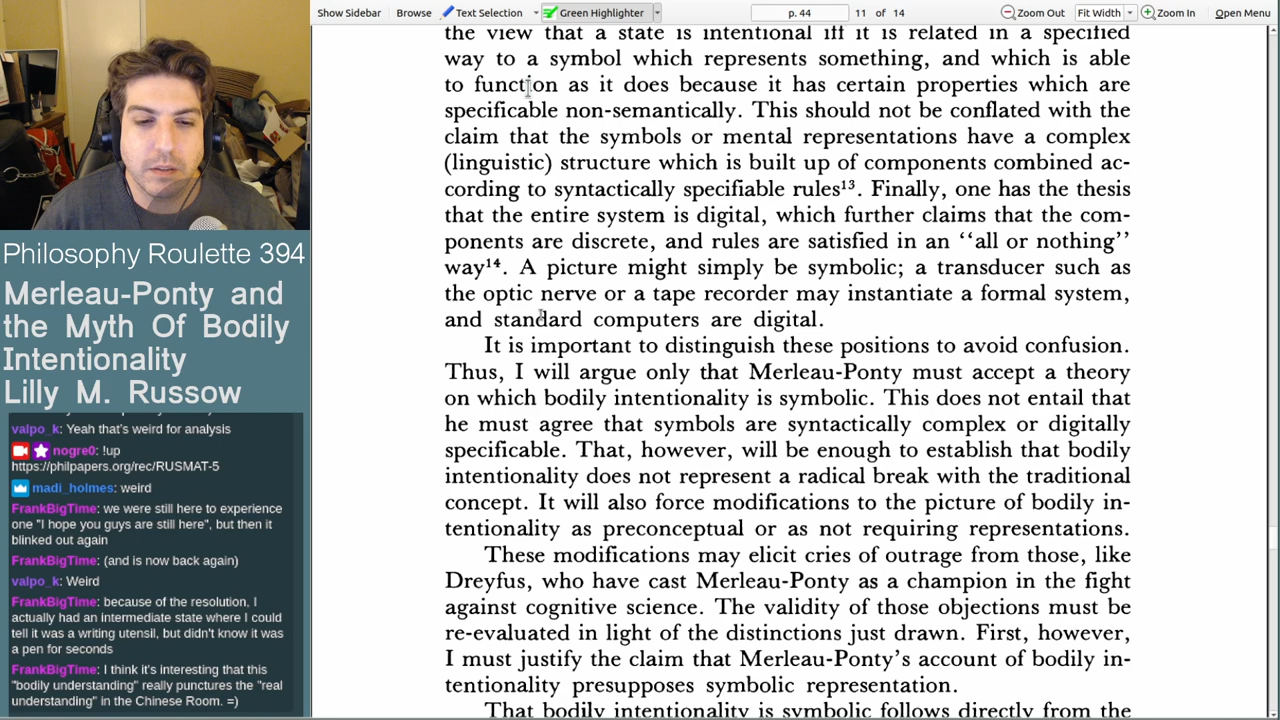 Show Sidebar Browse Text Selection Green Highlighter p. 44 11 of 14 Zoom Out Fit Width Zoom In Open Menu
the view that a state is intentional iff it is related in a specified
way to a symbol which represents something, and which is able
to function as it does because it has certain properties which are
specificable non-semantically. This should not be conflated with the
claim that the symbols or mental representations have a complex
(linguistic) structure which is built up of components combined ac-
cording to syntactically specifiable rules¹³. Finally, one has the thesis
that the entire system is digital, which further claims that the com-
ponents are discrete, and rules are satisfied in an ‘‘all or nothing’’
way¹⁴. A picture might simply be symbolic; a transducer such as
the optic nerve or a tape recorder may instantiate a formal system,
and standard computers are digital.
It is important to distinguish these positions to avoid confusion.
Thus, I will argue only that Merleau-Ponty must accept a theory
on which bodily intentionality is symbolic. This does not entail that
he must agree that symbols are syntactically complex or digitally
specificable. That, however, will be enough to establish that bodily
intentionality does not represent a radical break with the traditional
concept. It will also force modifications to the picture of bodily in-
tentionality as preconceptual or as not requiring representations.
These modifications may elicit cries of outrage from those, like
Dreyfus, who have cast Merleau-Ponty as a champion in the fight
against cognitive science. The validity of those objections must be
re-evaluated in light of the distinctions just drawn. First, however,
I must justify the claim that Merleau-Ponty’s account of bodily in-
tentionality presupposes symbolic representation.
That bodily intentionality is symbolic follows directly from the
Philosophy Roulette 394
Merleau-Ponty and
the Myth Of Bodily
Intentionality
Lilly M. Russow
valpo_k: Yeah that's weird for analysis
nogre0: !up
https://philpapers.org/rec/RUSMAT-5
madi_holmes: weird
FrankBigTime: we were still here to experience
one "I hope you guys are still here", but then it
blinked out again
FrankBigTime: (and is now back again)
valpo_k: Weird
FrankBigTime: because of the resolution, I
actually had an intermediate state where I could
tell it was a writing utensil, but didn't know it was
a pen for seconds
FrankBigTime: I think it's interesting that this
"bodily understanding" really punctures the "real
understanding" in the Chinese Room. =)